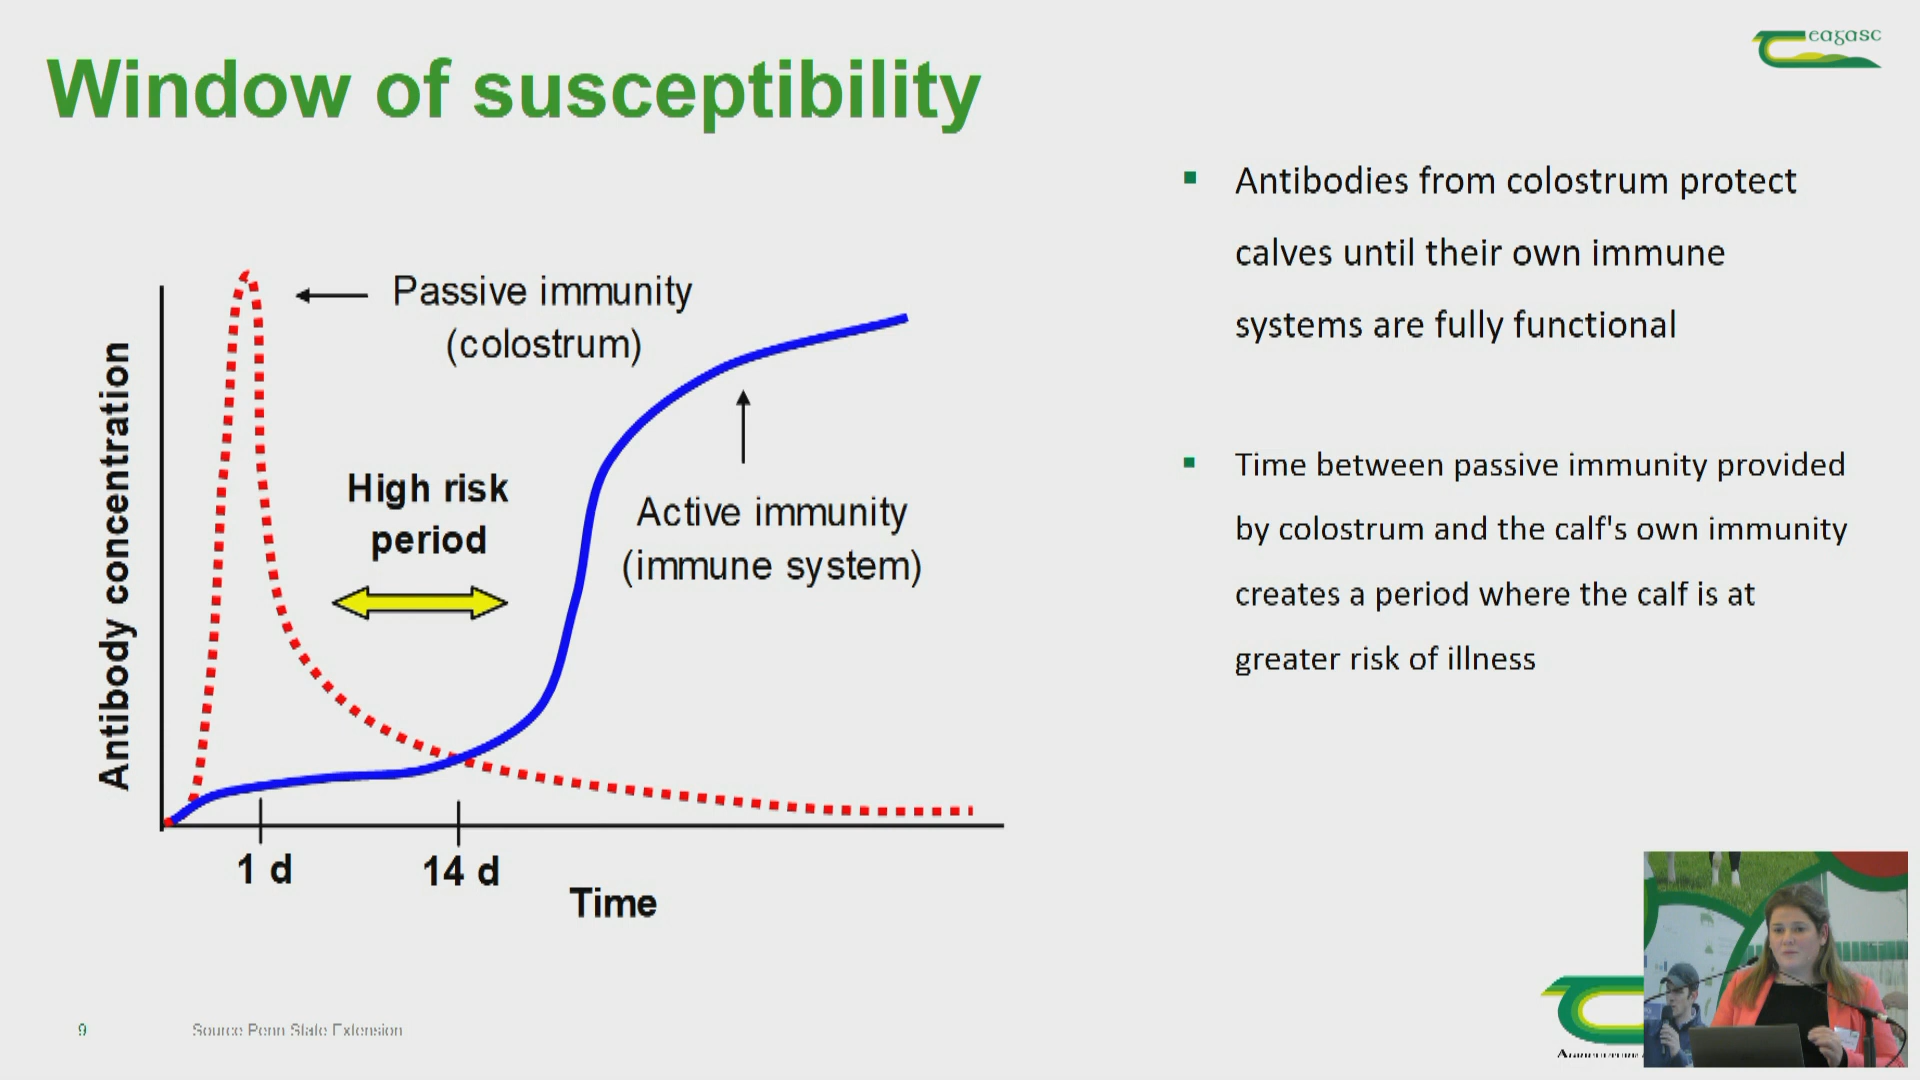 eagasc
Window of susceptibility
Antibodies from colostrum protect
calves until their own immune
systems are fully functional
Time between passive immunity provided
by colostrum and the calf's own immunity
creates a period where the calf is at
greater risk of illness
Passive immunity
(colostrum)
High risk
period
Active immunity
(immune system)
Antibody concentration
1 d
14 d
Time
9
Source Penn State Extension